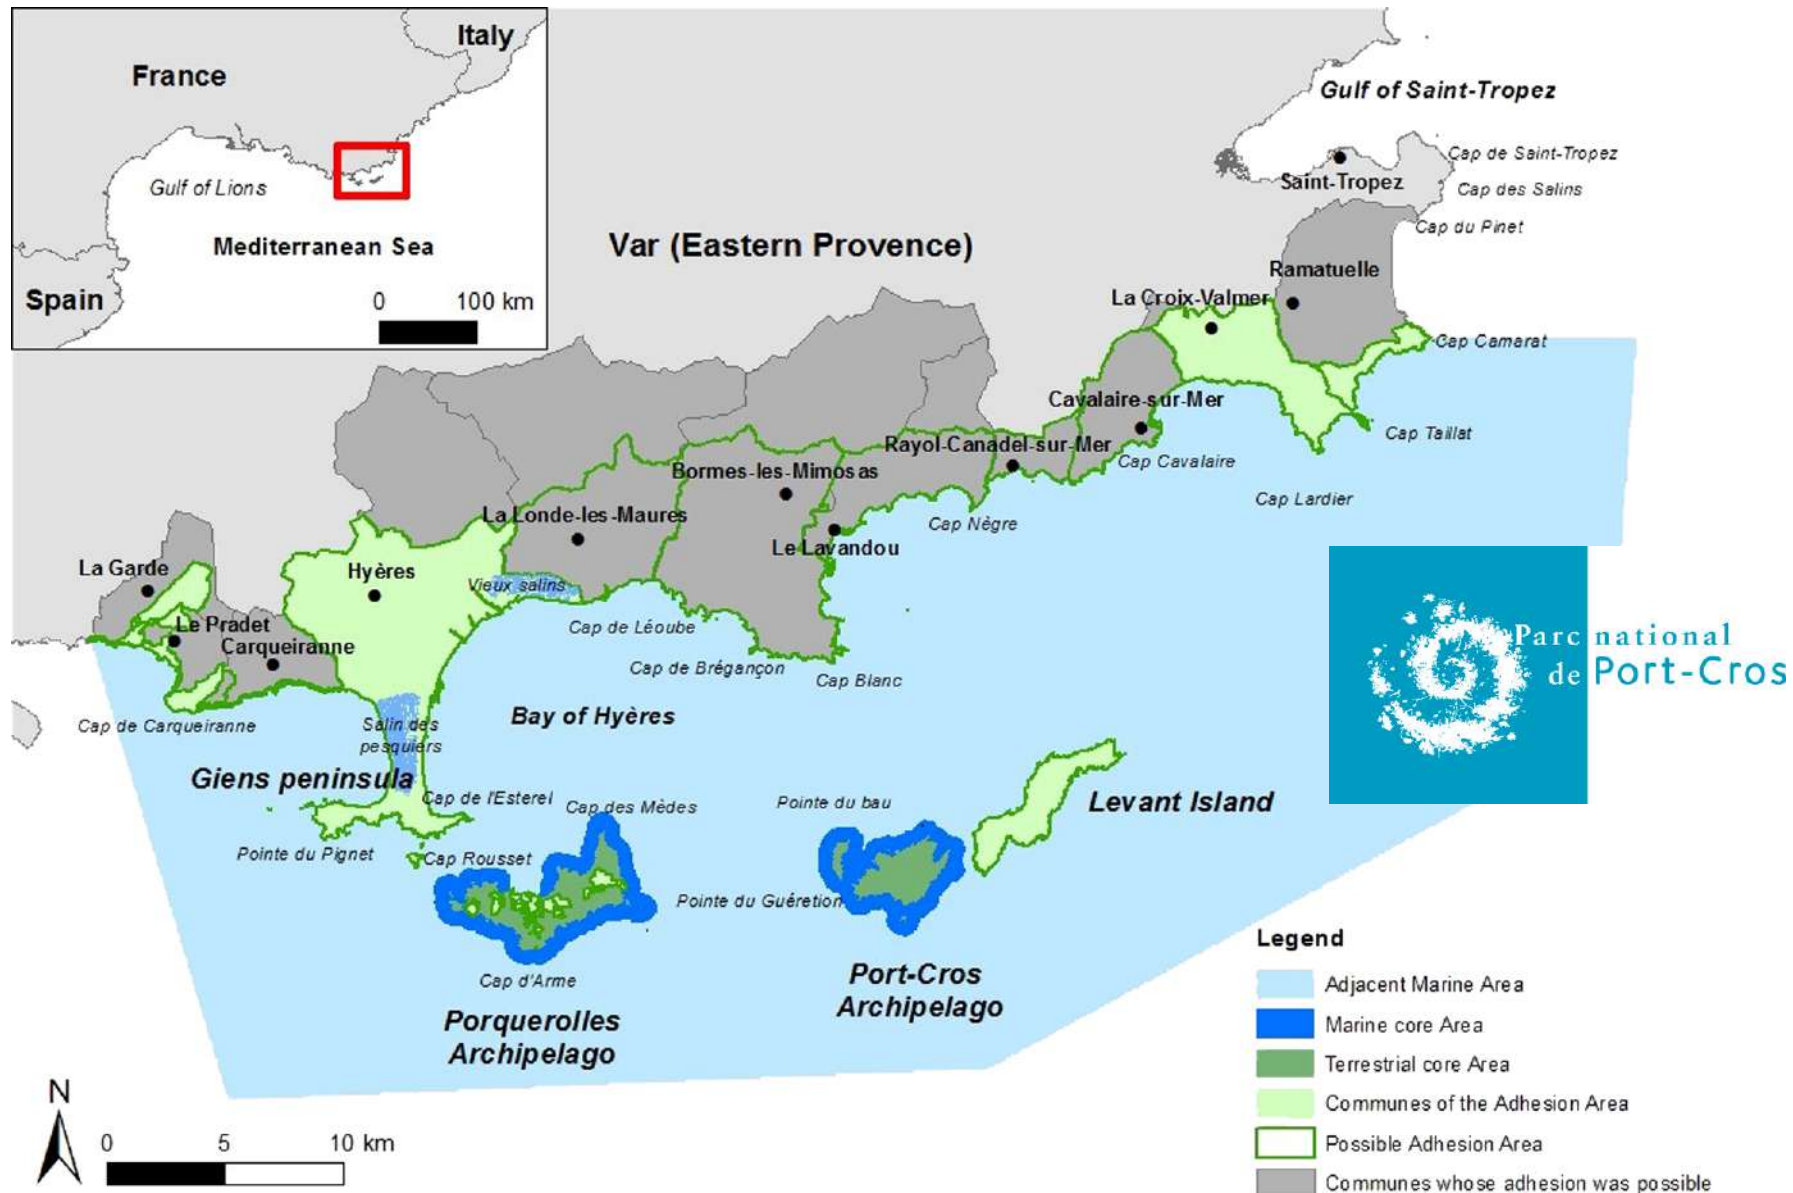 Italy
France
Gulf of Lions
Mediterranean Sea
Spain
0 100 km
Gulf of Saint-Tropez
Cap de Saint-Tropez
Saint-Tropez
Cap des Salins
Cap du Pinet
Var (Eastern Provence)
Ramatuelle
La Croix-Valmer
Cap Camarat
Cavalaire-sur-Mer
Cap Taillat
Rayol-Canadel-sur-Mer
Cap Cavalaire
Bormes-les-Mimosas
Cap Lardier
La Londe-les-Maures
Cap Nègre
Le Lavandou
La Garde
Hyères
Vieux salins
Le Pradet
Carqueiranne
Cap de Léoube
Cap de Brégançon
Cap Blanc
Parc national
de Port-Cros
Cap de Carqueiranne
Salin des
pesquiers
Bay of Hyères
Giens peninsula
Cap de l'Esterel
Cap des Mèdes
Pointe du bau
Levant Island
Pointe du Pignet
Cap Rousset
Pointe du Guéretion
Cap d'Arme
Port-Cros
Archipelago
Porquerolles
Archipelago
Legend
Adjacent Marine Area
Marine core Area
Terrestrial core Area
Communes of the Adhesion Area
Possible Adhesion Area
Communes whose adhesion was possible
N
0 5 10 km